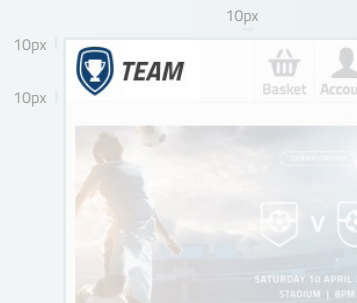 10px
10px
TEAM
10px
Basket
Accou
CHAMPIONSHIP
V
SATURDAY 10 APRIL
STADIUM | 8PM